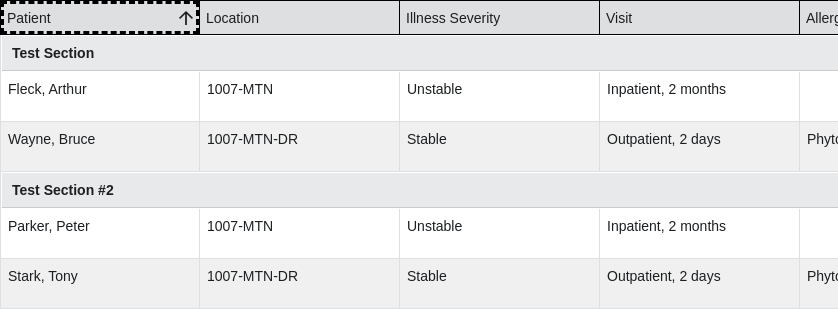 Patient Location Illness Severity Visit Allerg
Test Section
Fleck, Arthur 1007-MTN Unstable Inpatient, 2 months
Wayne, Bruce 1007-MTN-DR Stable Outpatient, 2 days Phyto
Test Section #2
Parker, Peter 1007-MTN Unstable Inpatient, 2 months
Stark, Tony 1007-MTN-DR Stable Outpatient, 2 days Phyto